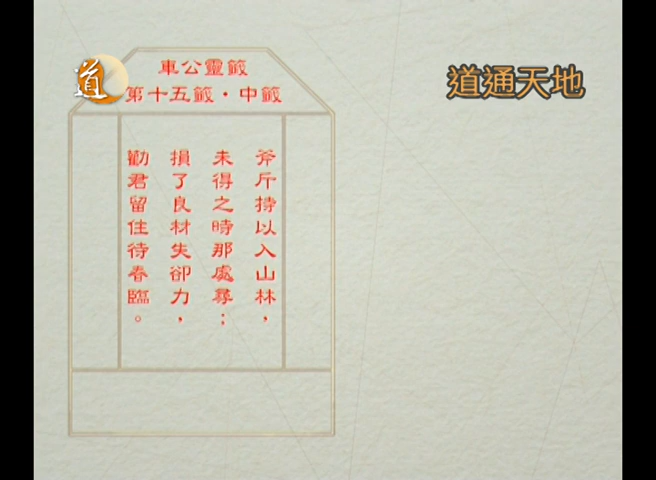 道
道通天地
車公靈籤
第十五籤·中籤
斧斤持以入山林，
未得之時那處尋；
損了良材失卻力，
勸君留住待春臨。